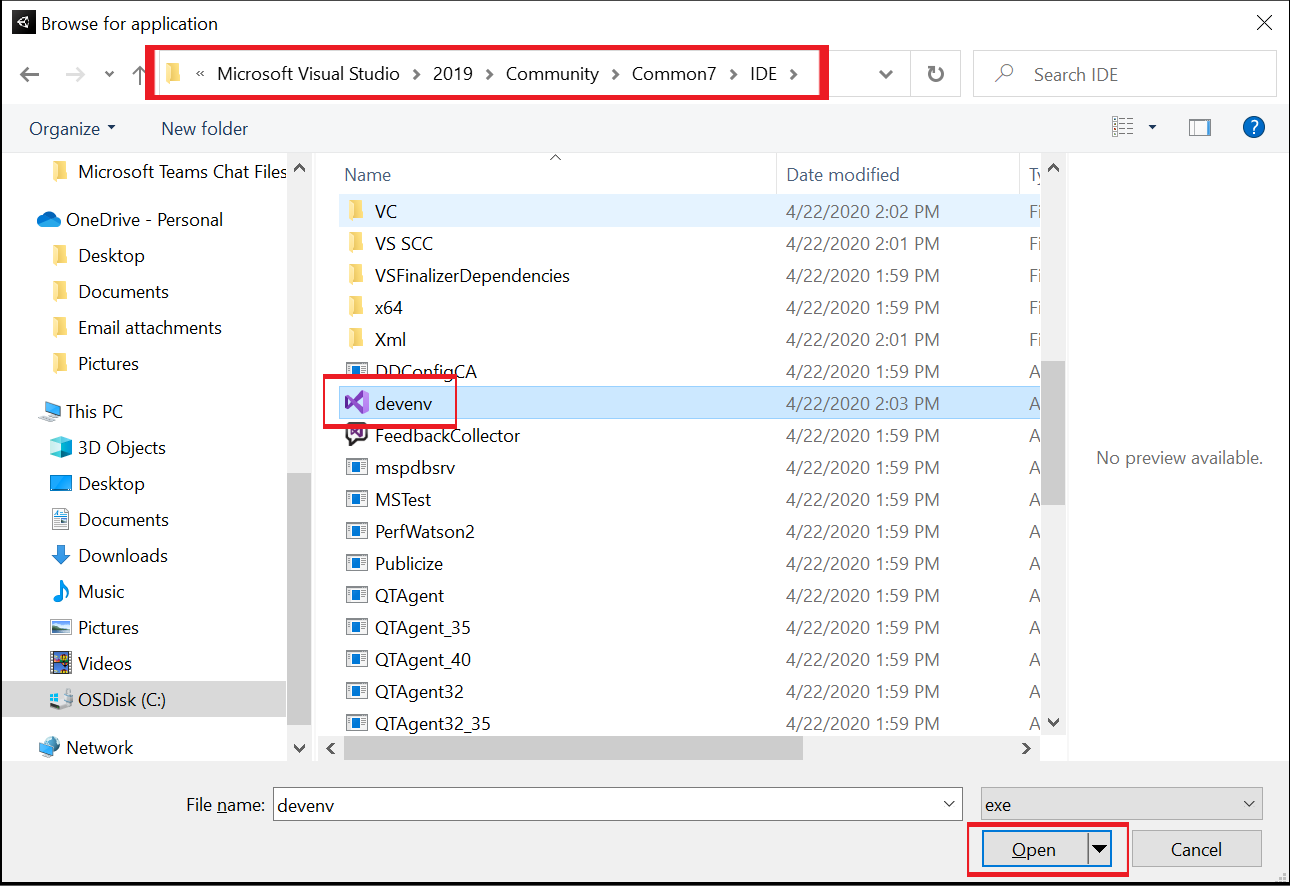 Browse for application
« Microsoft Visual Studio > 2019 > Community > Common7 > IDE >
Search IDE
Organize
New folder
?
Microsoft Teams Chat Files
OneDrive - Personal
Desktop
Documents
Email attachments
Pictures
This PC
3D Objects
Desktop
Documents
Downloads
Music
Pictures
Videos
OSDisk (C:)
Network
Name Date modified Ty
VC 4/22/2020 2:02 PM Fi
VS SCC 4/22/2020 2:01 PM Fi
VSFinalizerDependencies 4/22/2020 1:59 PM Fi
x64 4/22/2020 1:59 PM Fi
Xml 4/22/2020 2:01 PM Fi
DDConfigCA 4/22/2020 1:59 PM A
devenv 4/22/2020 2:03 PM A
FeedbackCollector 4/22/2020 1:59 PM A
mspdbsrv 4/22/2020 1:59 PM A
MSTest 4/22/2020 1:59 PM A
PerfWatson2 4/22/2020 1:59 PM A
Publicize 4/22/2020 1:59 PM A
QTAgent 4/22/2020 1:59 PM A
QTAgent_35 4/22/2020 1:59 PM A
QTAgent_40 4/22/2020 1:59 PM A
QTAgent32 4/22/2020 1:59 PM A
QTAgent32_35 4/22/2020 1:59 PM A
No preview available.
File name: devenv
exe
Open
Cancel